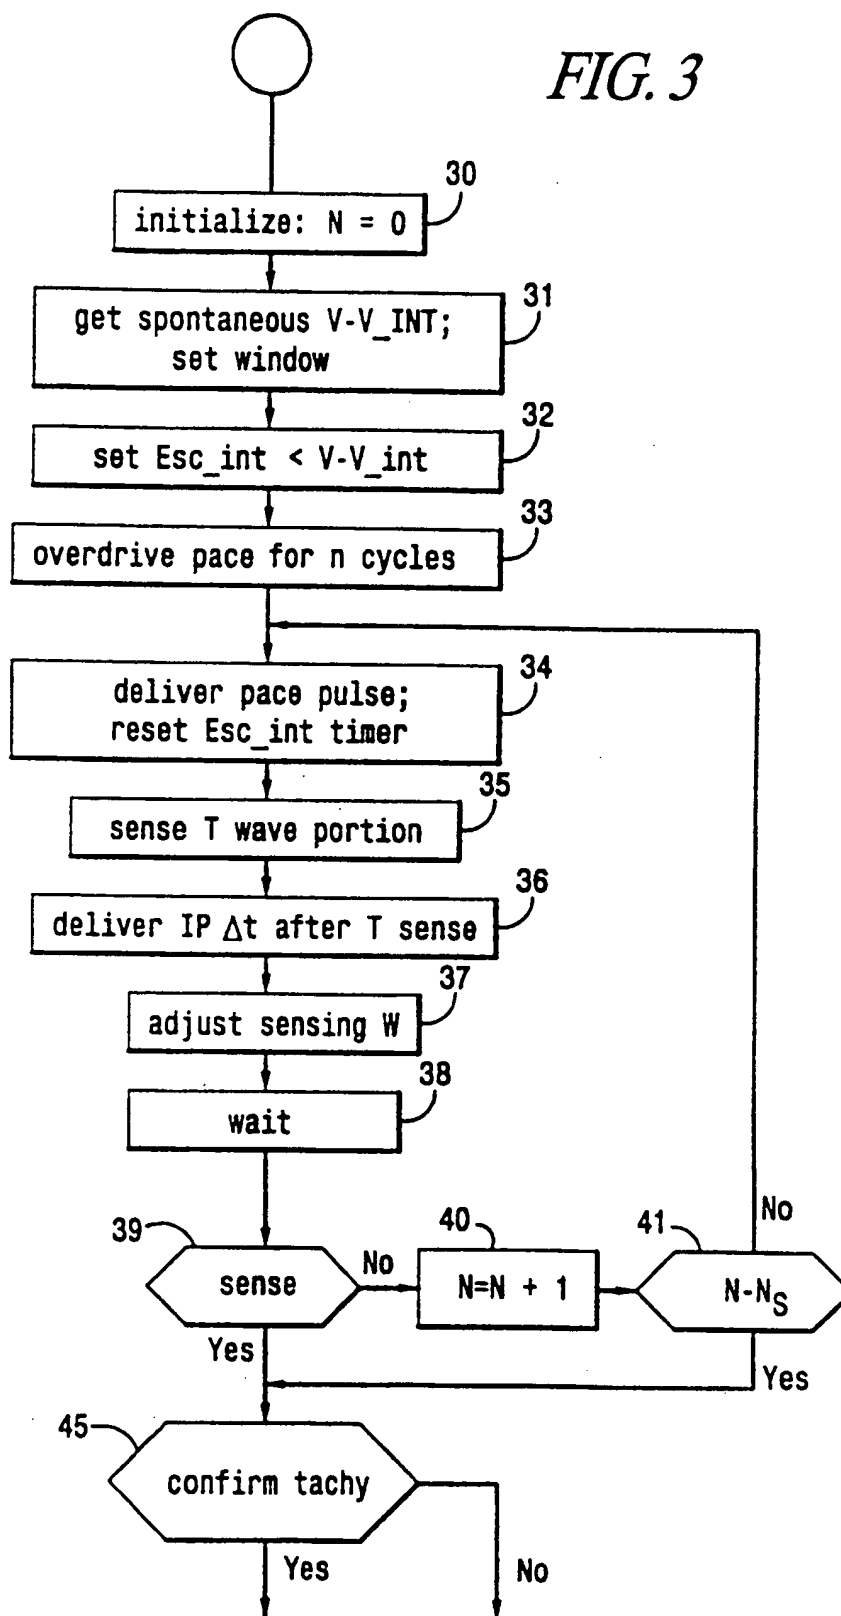 FIG. 3
30
initialize: N = 0
31
get spontaneous V-V_INT;
set window
32
set Esc_int < V-V_int
33
overdrive pace for n cycles
34
deliver pace pulse;
reset Esc_int timer
35
sense T wave portion
36
deliver IP Δt after T sense
37
adjust sensing W
38
wait
39
sense
No
40
N=N + 1
41
N-NS
No
Yes
Yes
45
confirm tachy
Yes
No